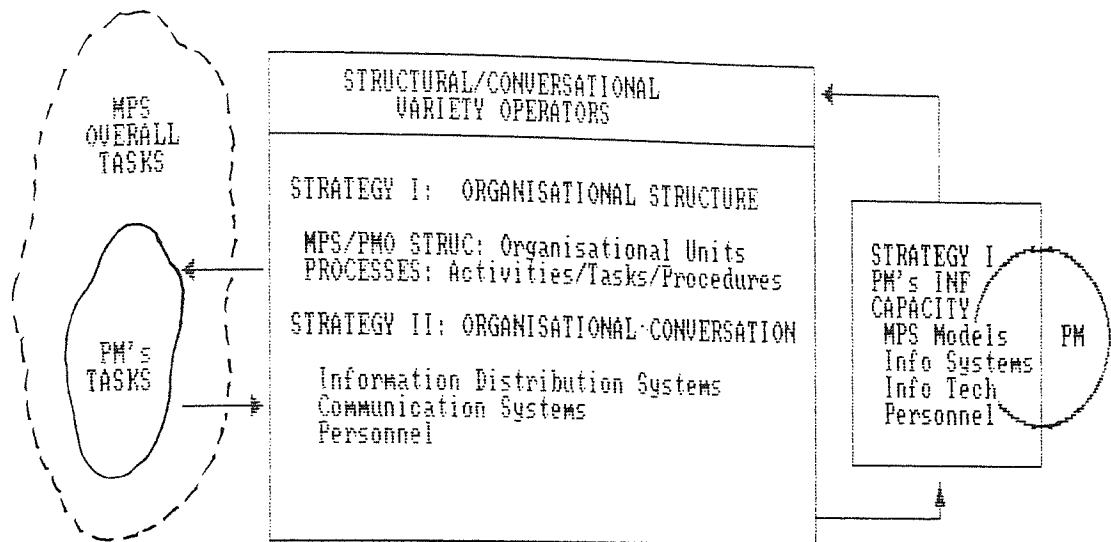 MPS
OVERALL
TASKS
PM's
TASKS
STRUCTURAL/CONVERSATIONAL
VARIETY OPERATORS
STRATEGY I: ORGANISATIONAL STRUCTURE
MPS/PMO STRUC: Organisational Units
PROCESSES: Activities/Tasks/Procedures
STRATEGY II: ORGANISATIONAL CONVERSATION
Information Distribution Systems
Communication Systems
Personnel
STRATEGY I
PM's INF
CAPACITY
MPS Models
Info Systems
Info Tech
Personnel
PM